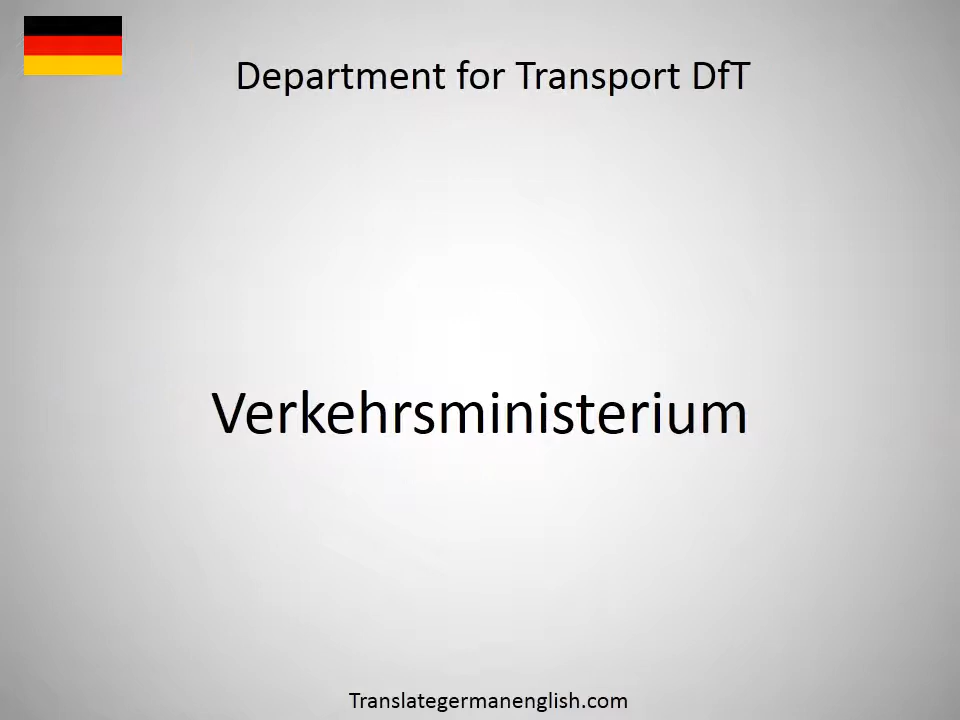 Department for Transport DfT
Verkehrsministerium
Translategermanenglish.com